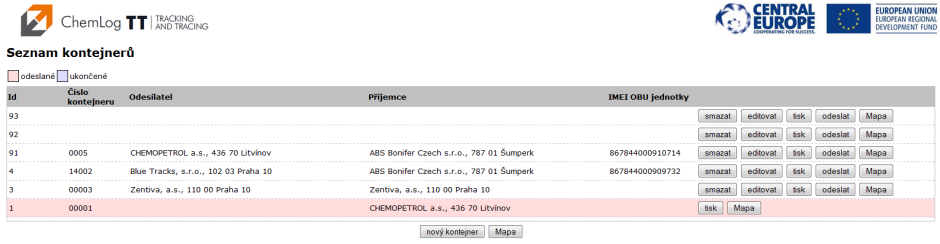 ChemLog TT | TRACKING AND TRACING
CENTRAL EUROPE COOPERATING FOR SUCCESS.
EUROPEAN UNION
EUROPEAN REGIONAL
DEVELOPMENT FUND
Seznam kontejnerů
odeslané ukončené
Id Číslo kontejneru Odesílatel Příjemce IMEI OBU jednotky
93 smazat editovat tisk odeslat Mapa
92 smazat editovat tisk odeslat Mapa
91 0005 CHEMOPETROL a.s., 436 70 Litvínov ABS Bonifer Czech s.r.o., 787 01 Šumperk 867844000910714 smazat editovat tisk odeslat Mapa
4 14002 Blue Tracks, s.r.o., 102 03 Praha 10 ABS Bonifer Czech s.r.o., 787 01 Šumperk 867844000909732 smazat editovat tisk odeslat Mapa
3 00003 Zentiva, a.s., 110 00 Praha 10 Zentiva, a.s., 110 00 Praha 10 smazat editovat tisk odeslat Mapa
1 00001 CHEMOPETROL a.s., 436 70 Litvínov tisk Mapa
nový kontejner Mapa